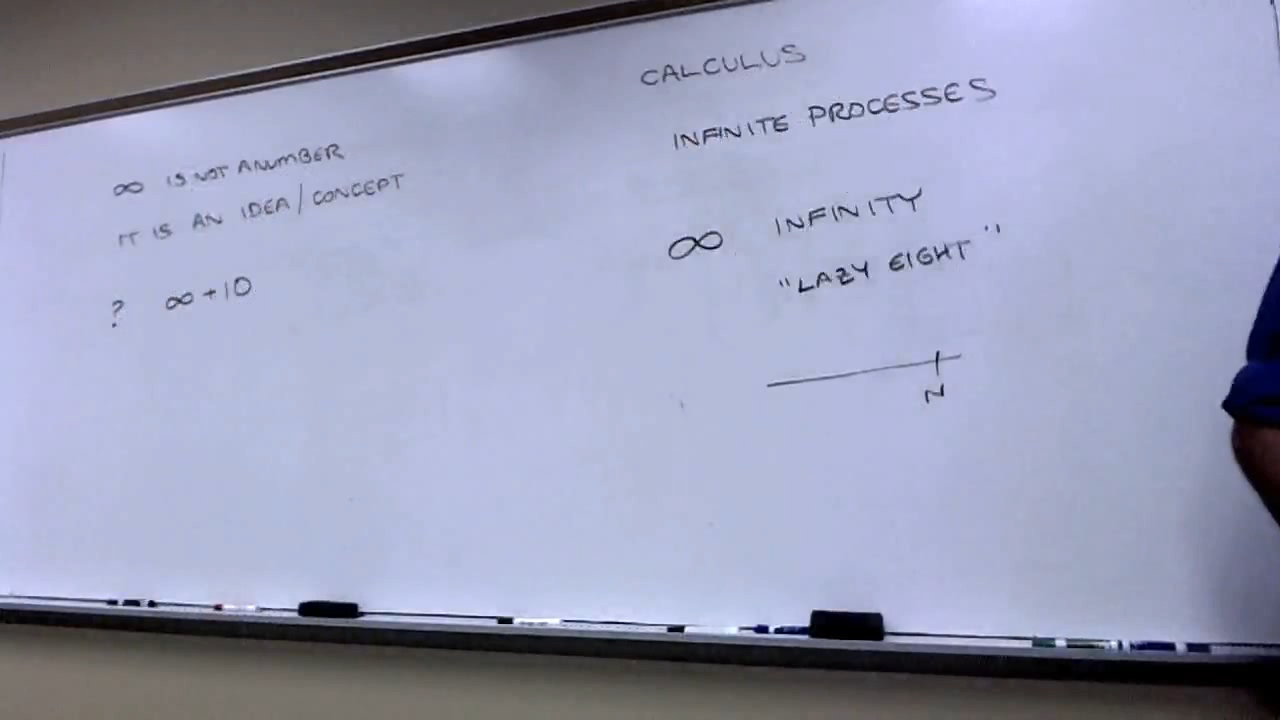 ∞ IS NOT A NUMBER
IT IS AN IDEA/CONCEPT
? ∞+10
CALCULUS
INFINITE PROCESSES
∞ INFINITY
"LAZY EIGHT"
N